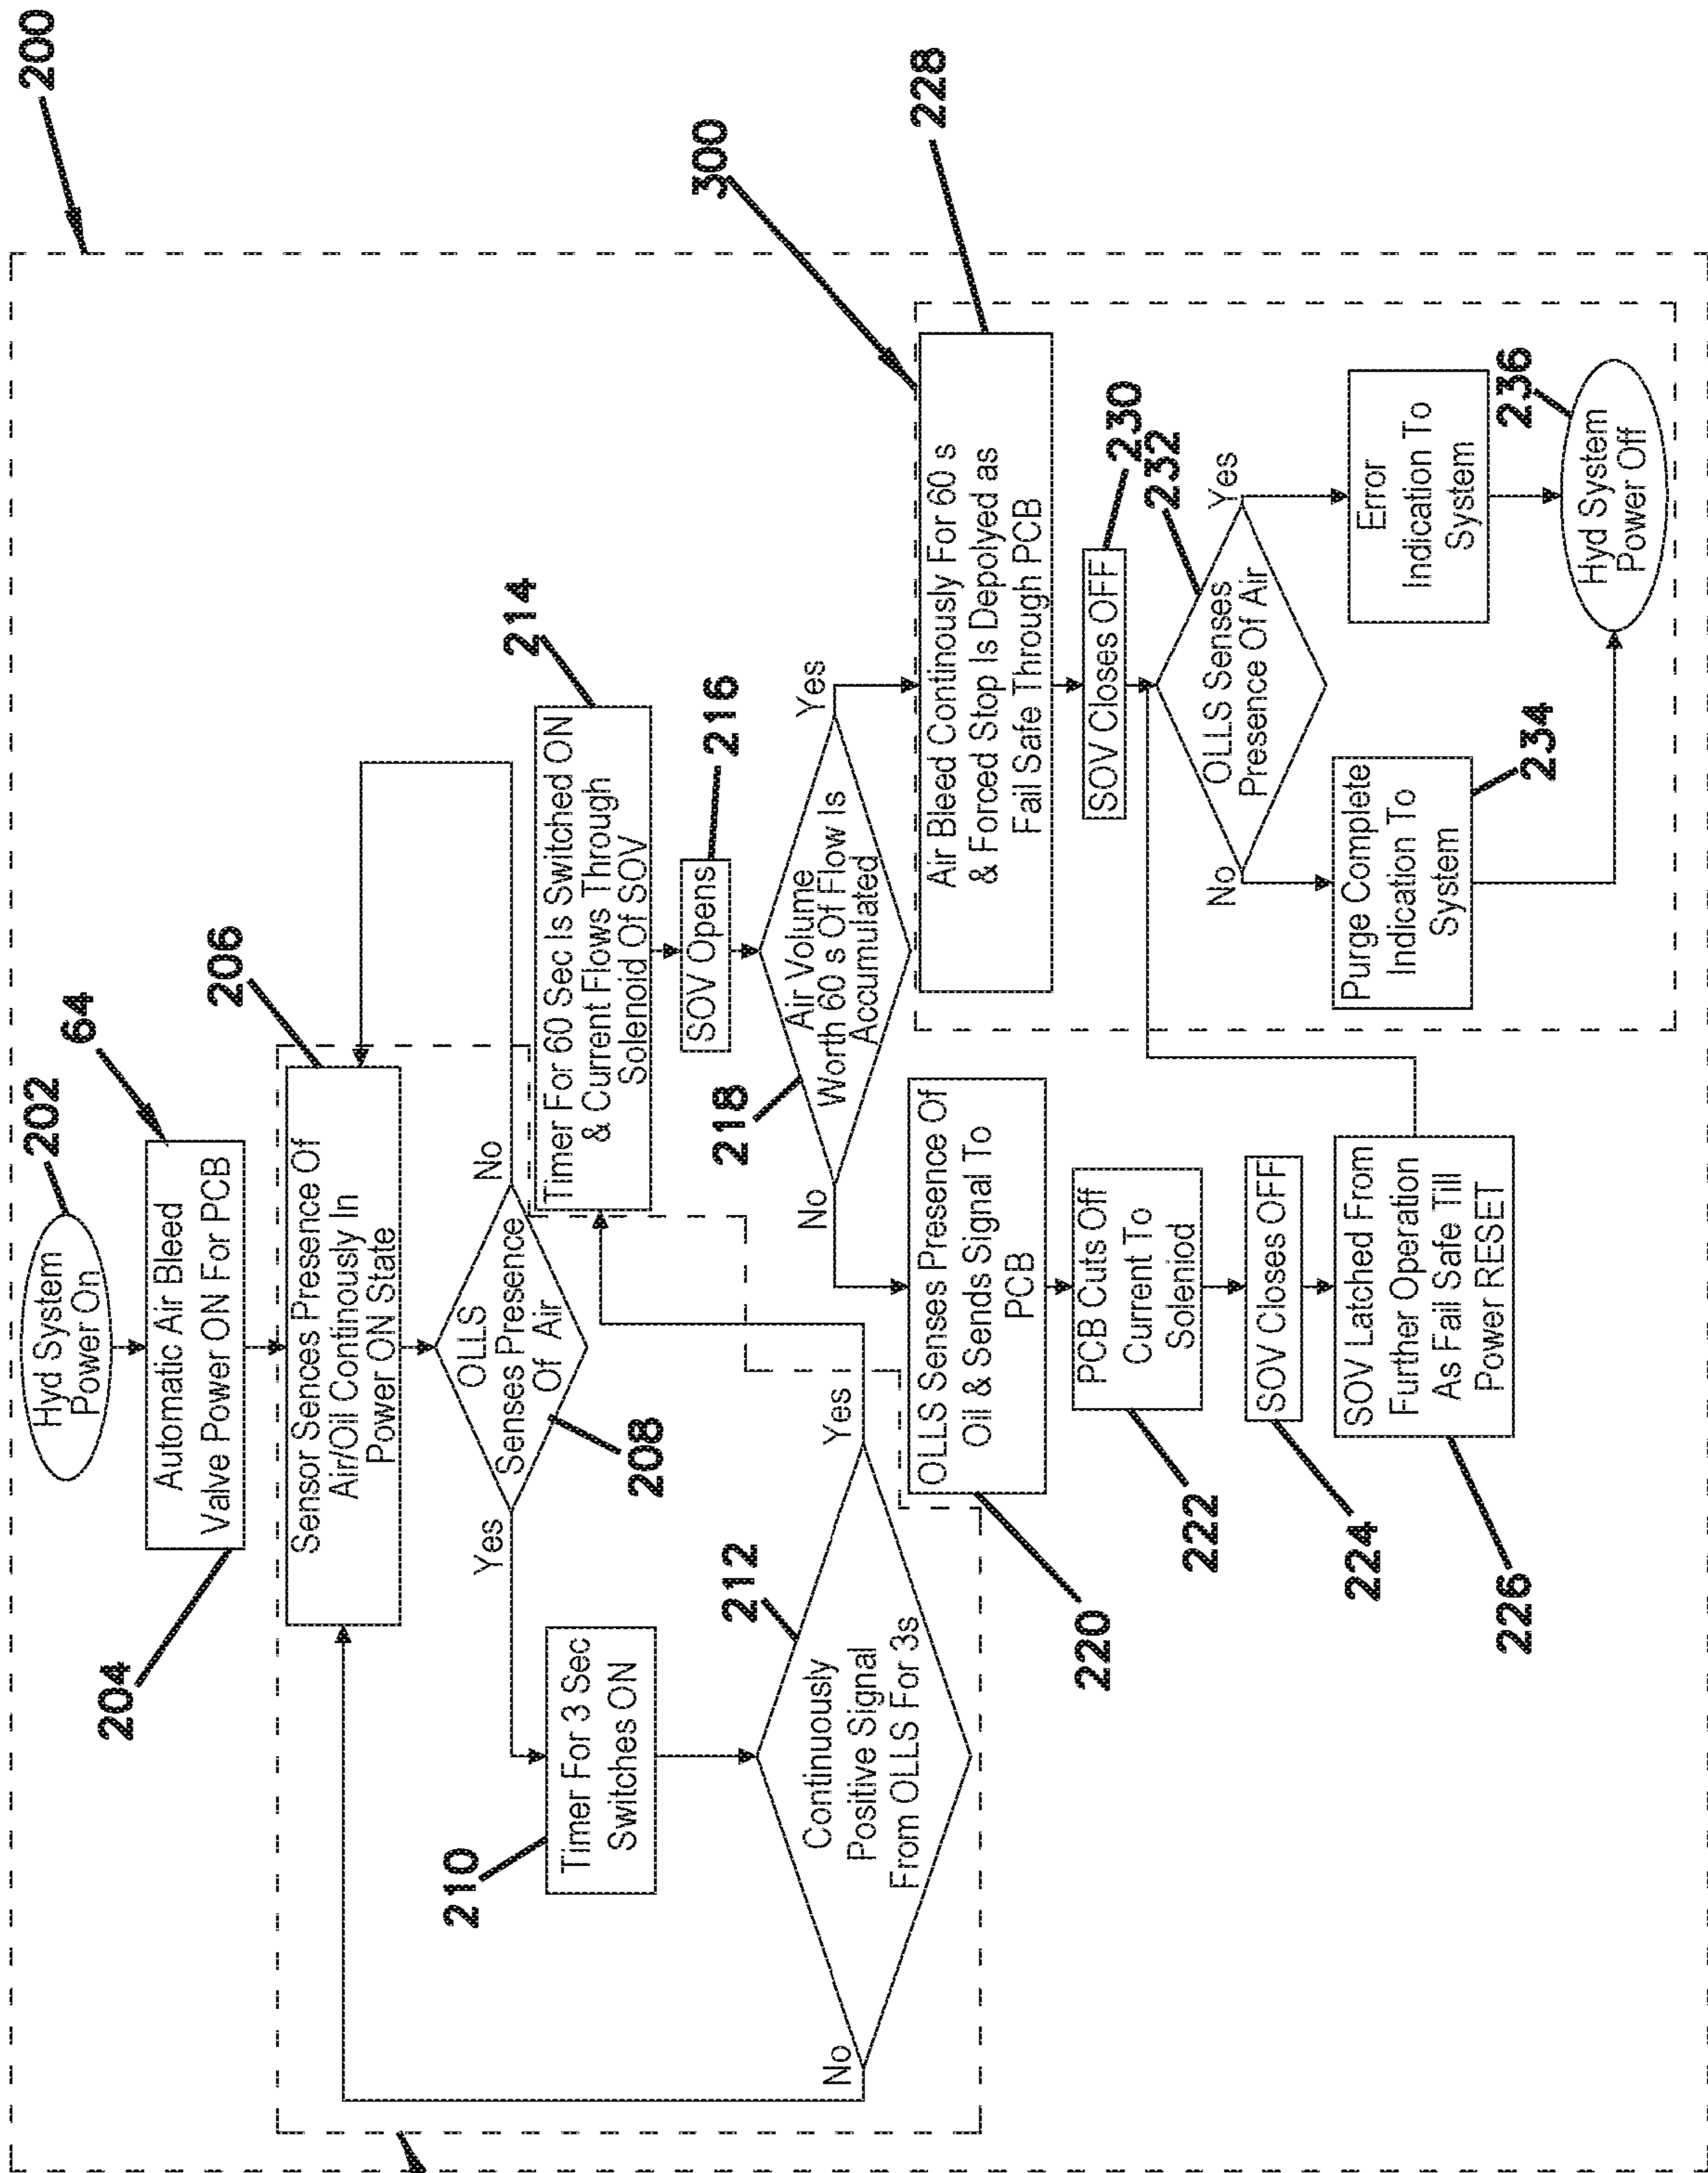 200
Hyd System
Power On
202
Automatic Air Bleed
Valve Power ON For PCB
64
204
Sensor Sences Presence Of
Air/Oil Continously In
Power ON State
206
OLLS
Senses Presence
Of Air
208
Yes
No
Timer For 3 Sec
Switches ON
210
Continuously
Positive Signal
From OLLS For 3s
212
No
Yes
Timer For 60 Sec Is Switched ON
& Current Flows Through
Solenoid Of SOV
214
SOV Opens
216
Air Volume
Worth 60 s Of Flow Is
Accumulated
218
No
Yes
OLLS Senses Presence Of
Oil & Sends Signal To
PCB
220
PCB Cuts Off
Current To
Soleniod
222
SOV Closes OFF
224
SOV Latched From
Further Operation
As Fail Safe Till
Power RESET
226
300
Air Bleed Continously For 60 s
& Forced Stop Is Depolyed as
Fail Safe Through PCB
228
SOV Closes OFF
230
OLLS Senses
Presence Of Air
232
No
Yes
Purge Complete
Indication To
System
234
Error
Indication To
System
Hyd System
Power Off
236